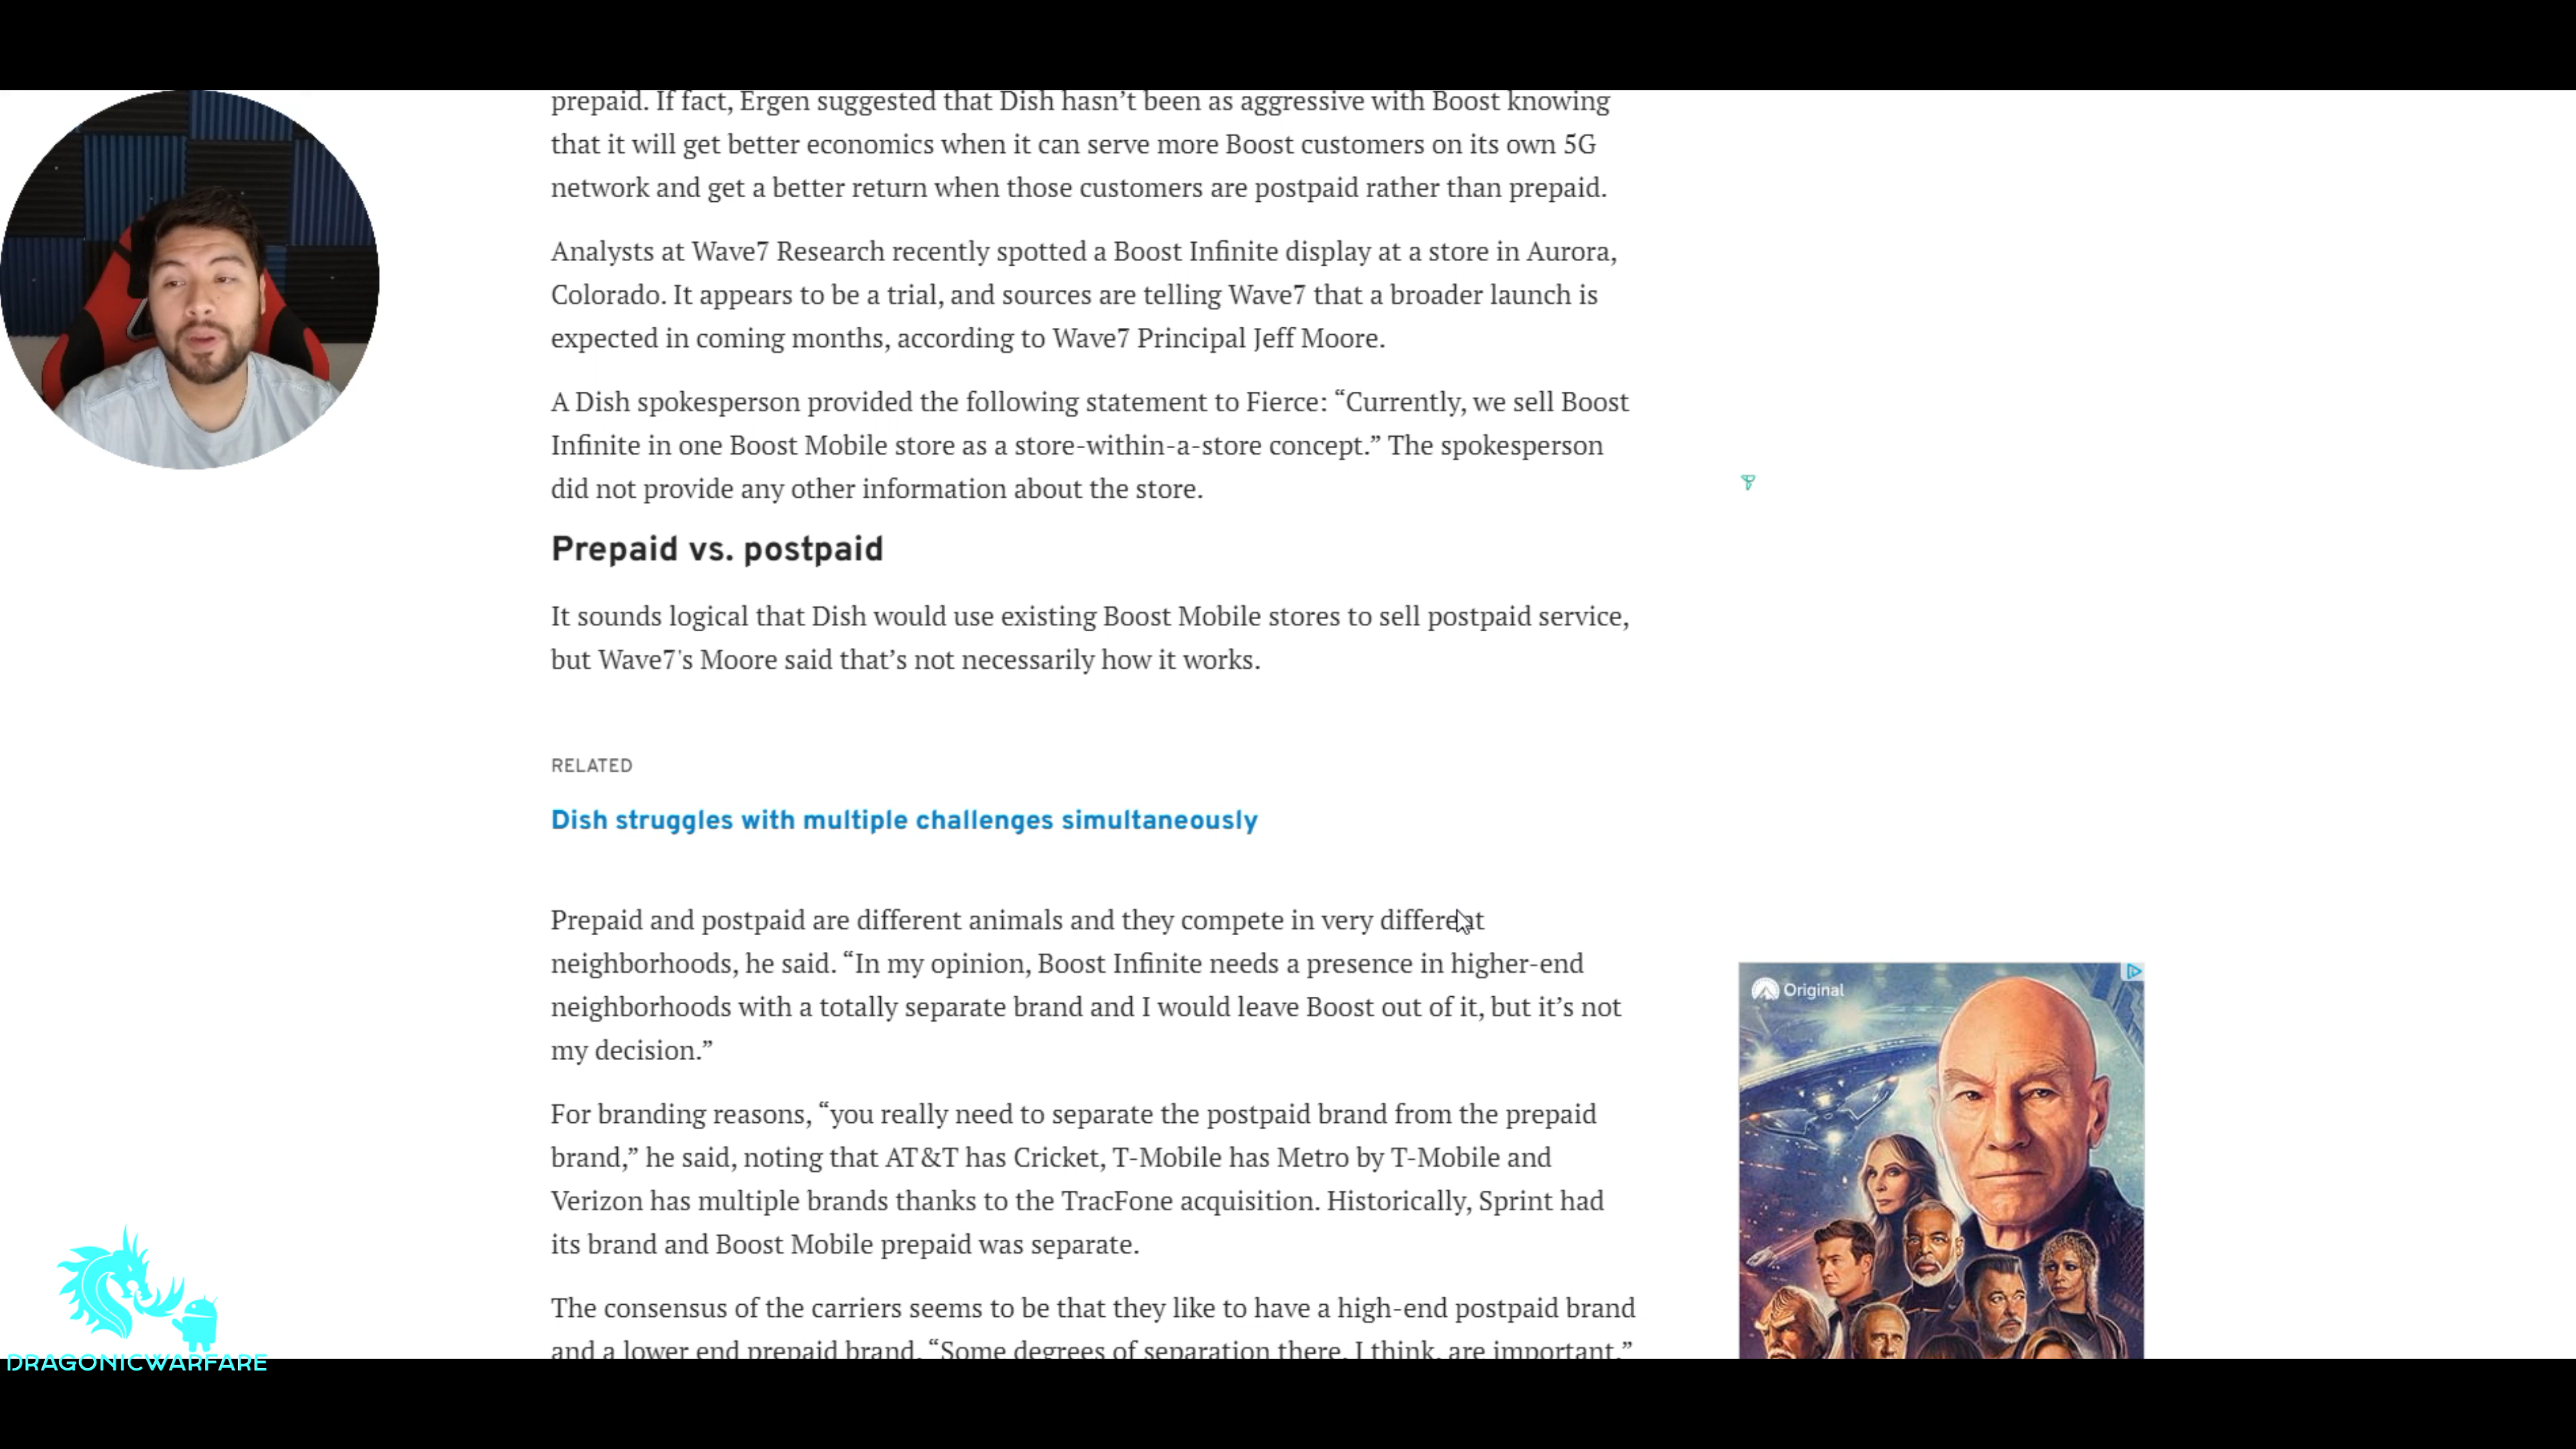 prepaid. If fact, Ergen suggested that Dish hasn’t been as aggressive with Boost knowing
that it will get better economics when it can serve more Boost customers on its own 5G
network and get a better return when those customers are postpaid rather than prepaid.
Analysts at Wave7 Research recently spotted a Boost Infinite display at a store in Aurora,
Colorado. It appears to be a trial, and sources are telling Wave7 that a broader launch is
expected in coming months, according to Wave7 Principal Jeff Moore.
A Dish spokesperson provided the following statement to Fierce: “Currently, we sell Boost
Infinite in one Boost Mobile store as a store-within-a-store concept.” The spokesperson
did not provide any other information about the store.
Prepaid vs. postpaid
It sounds logical that Dish would use existing Boost Mobile stores to sell postpaid service,
but Wave7's Moore said that’s not necessarily how it works.
RELATED
Dish struggles with multiple challenges simultaneously
Prepaid and postpaid are different animals and they compete in very different
neighborhoods, he said. “In my opinion, Boost Infinite needs a presence in higher-end
neighborhoods with a totally separate brand and I would leave Boost out of it, but it’s not
my decision.”
For branding reasons, “you really need to separate the postpaid brand from the prepaid
brand,” he said, noting that AT&T has Cricket, T-Mobile has Metro by T-Mobile and
Verizon has multiple brands thanks to the TracFone acquisition. Historically, Sprint had
its brand and Boost Mobile prepaid was separate.
The consensus of the carriers seems to be that they like to have a high-end postpaid brand
and a lower end prepaid brand. “Some degrees of separation there, I think, are important.”
Original
DRAGONICWARFARE